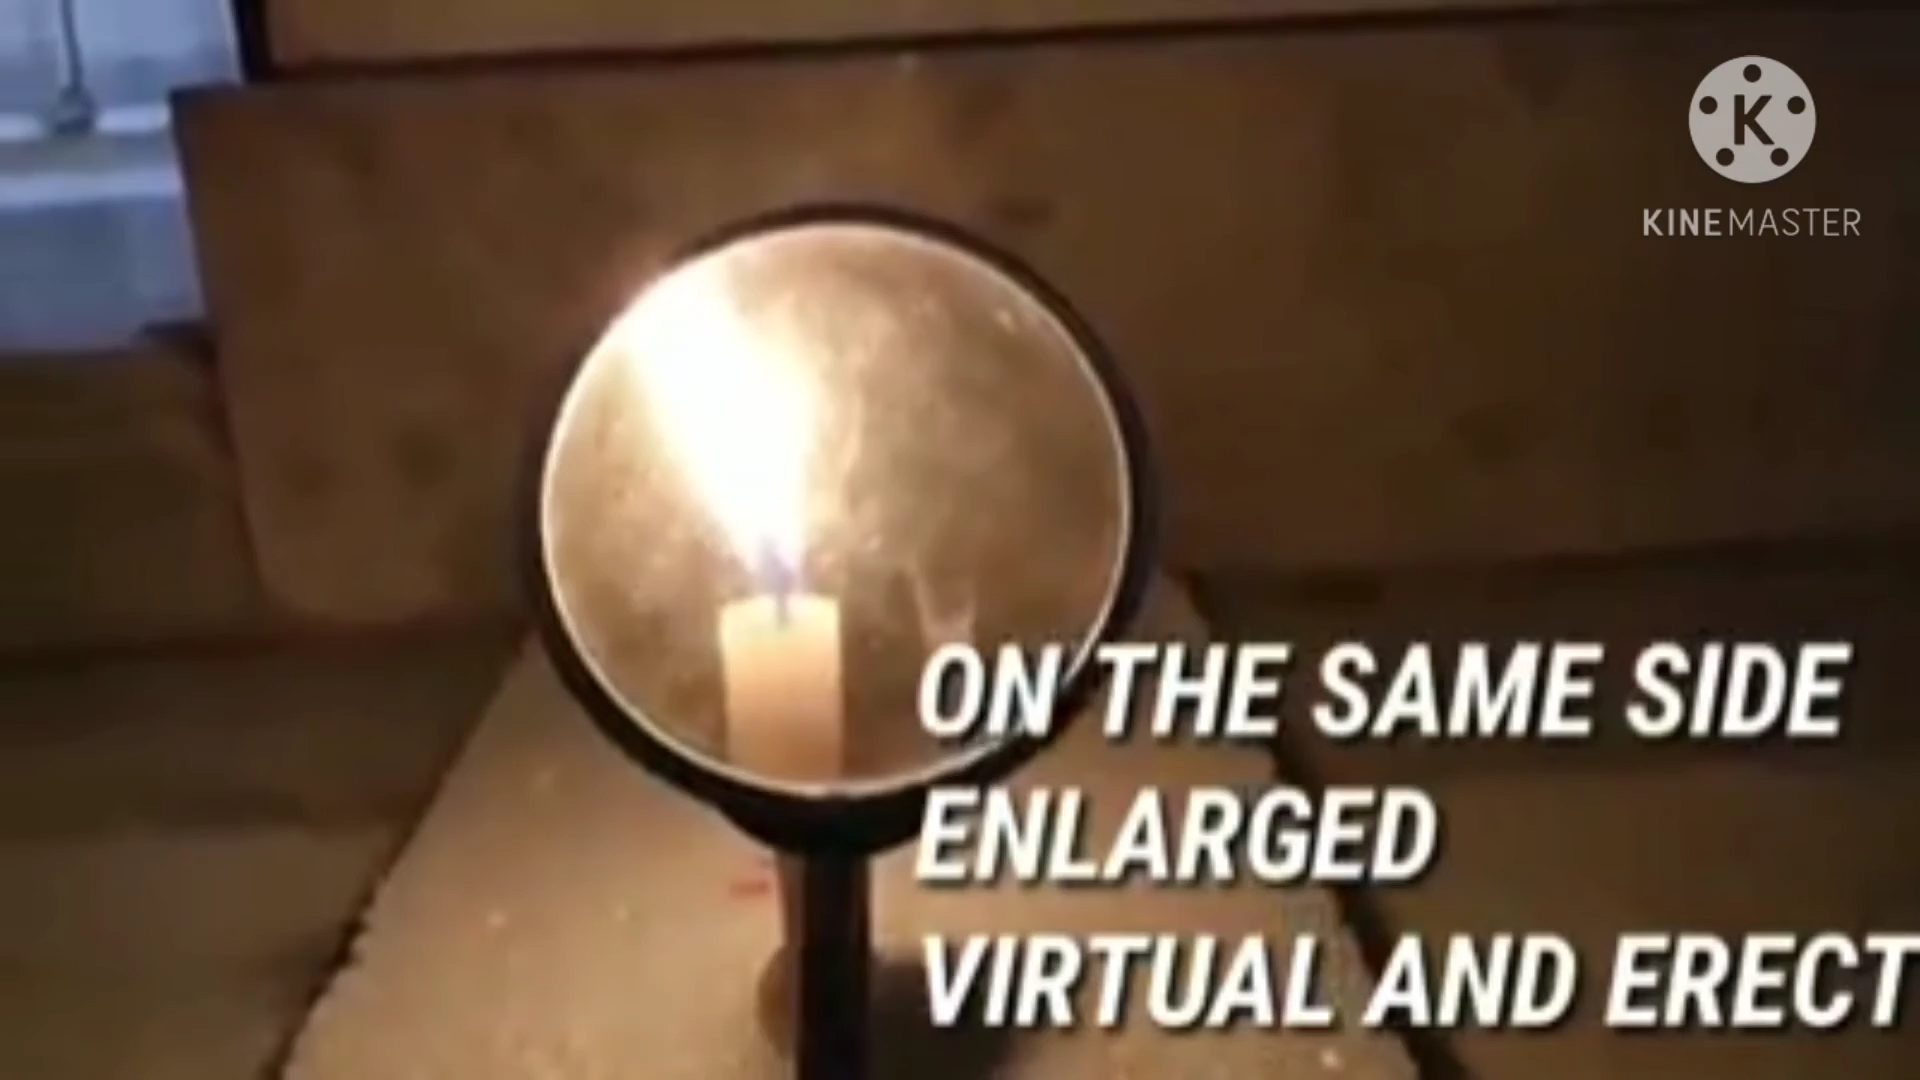 K
KINEMASTER
ON THE SAME SIDE
ENLARGED
VIRTUAL AND ERECT